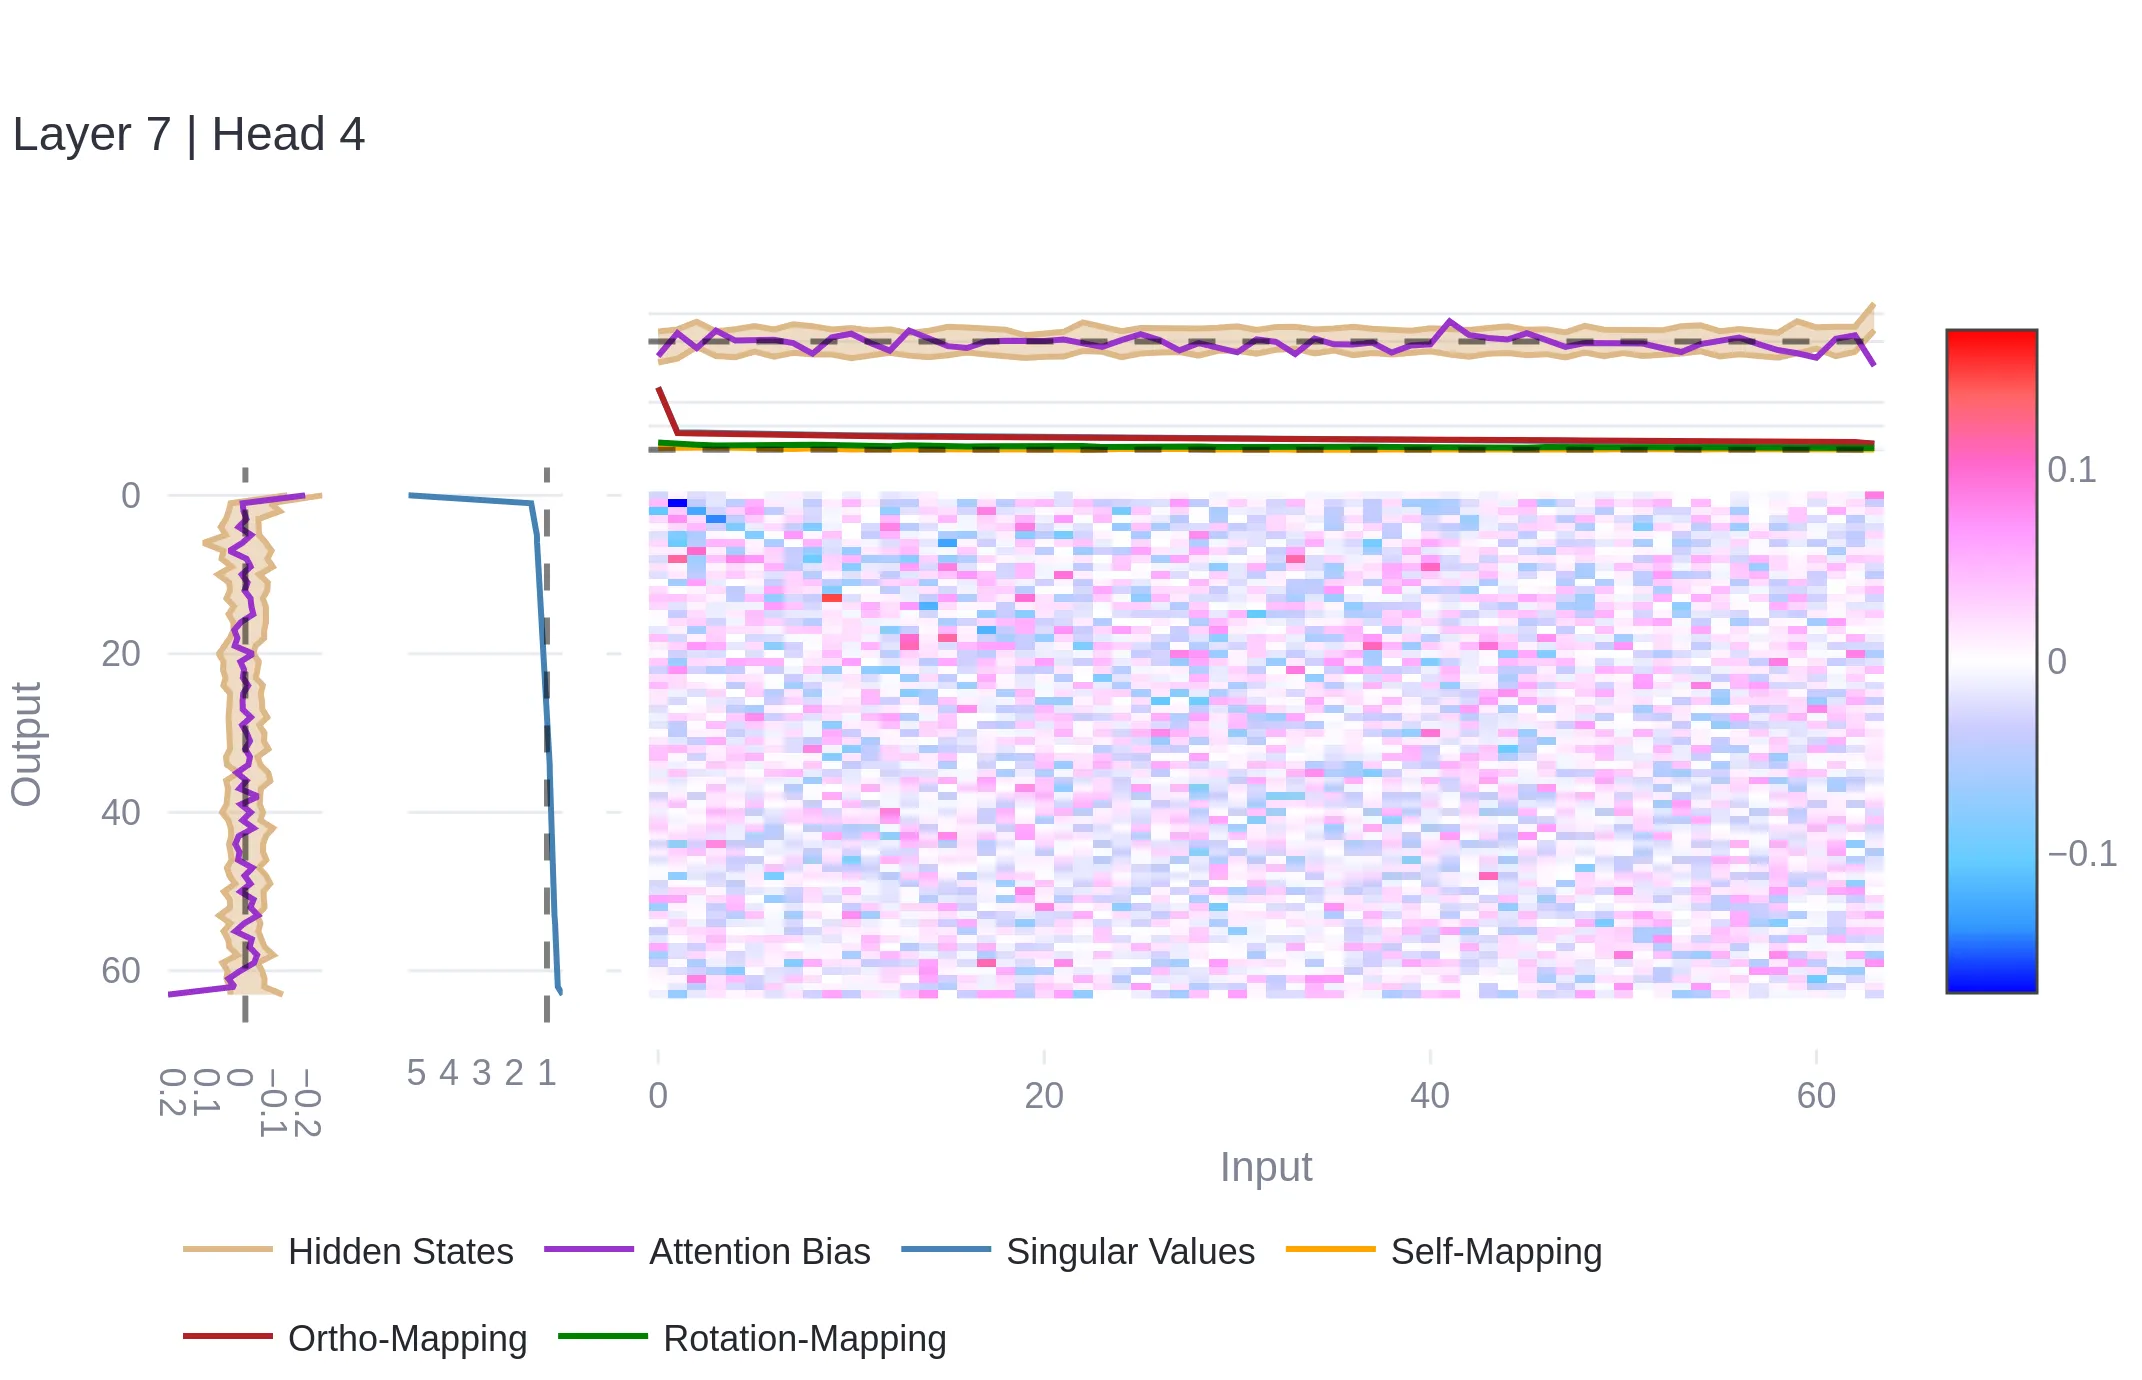 Layer 7 | Head 4
0.1
0
−0.1
Output
0
20
40
60
0.2
0.1
0
−0.1
−0.2
5 4 3 2 1
0 20 40 60
Input
Hidden States Attention Bias Singular Values Self-Mapping
Ortho-Mapping Rotation-Mapping